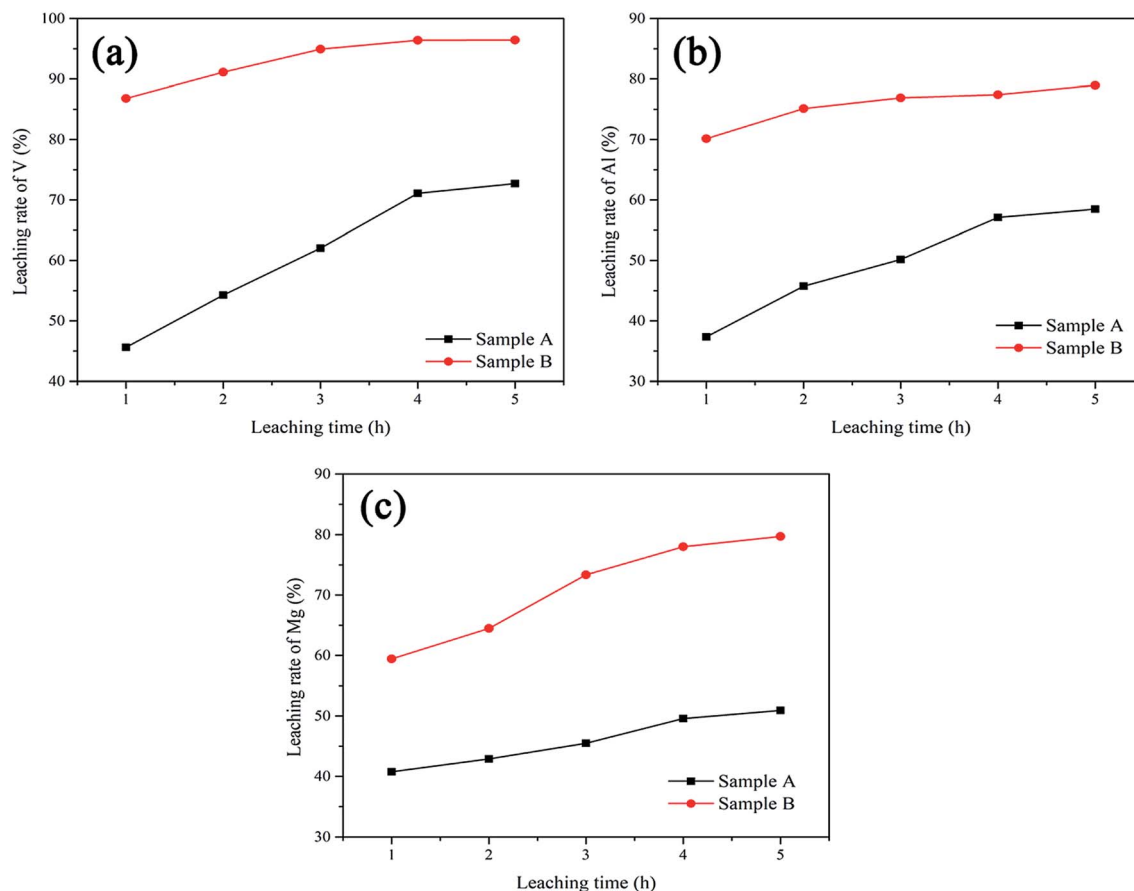 (a)
Leaching rate of V (%)
100
90
80
70
60
50
40
1 2 3 4 5
Leaching time (h)
Sample A
Sample B
(b)
Leaching rate of Al (%)
90
80
70
60
50
40
30
1 2 3 4 5
Leaching time (h)
Sample A
Sample B
(c)
Leaching rate of Mg (%)
90
80
70
60
50
40
30
1 2 3 4 5
Leaching time (h)
Sample A
Sample B